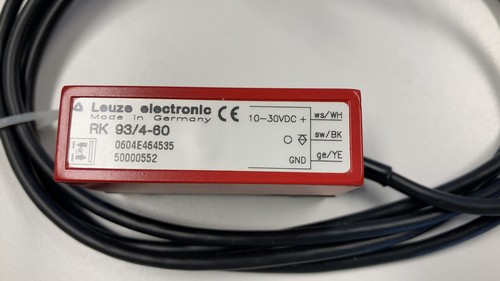 Leuze electronic
Made in Germany
RK 93/4-60
0604E464535
50000552
CE
10-30VDC + ws/WH
sw/BK
GND ge/YE